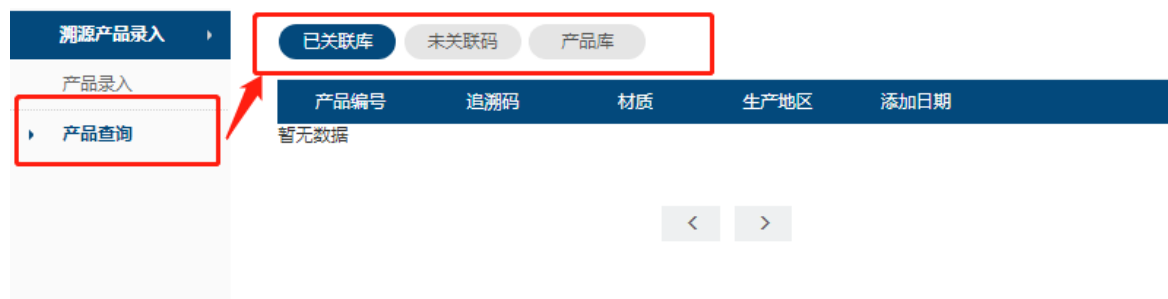 溯源产品录入
产品录入
产品查询
已关联库 未关联码 产品库
产品编号 追溯码 材质 生产地区 添加日期
暂无数据